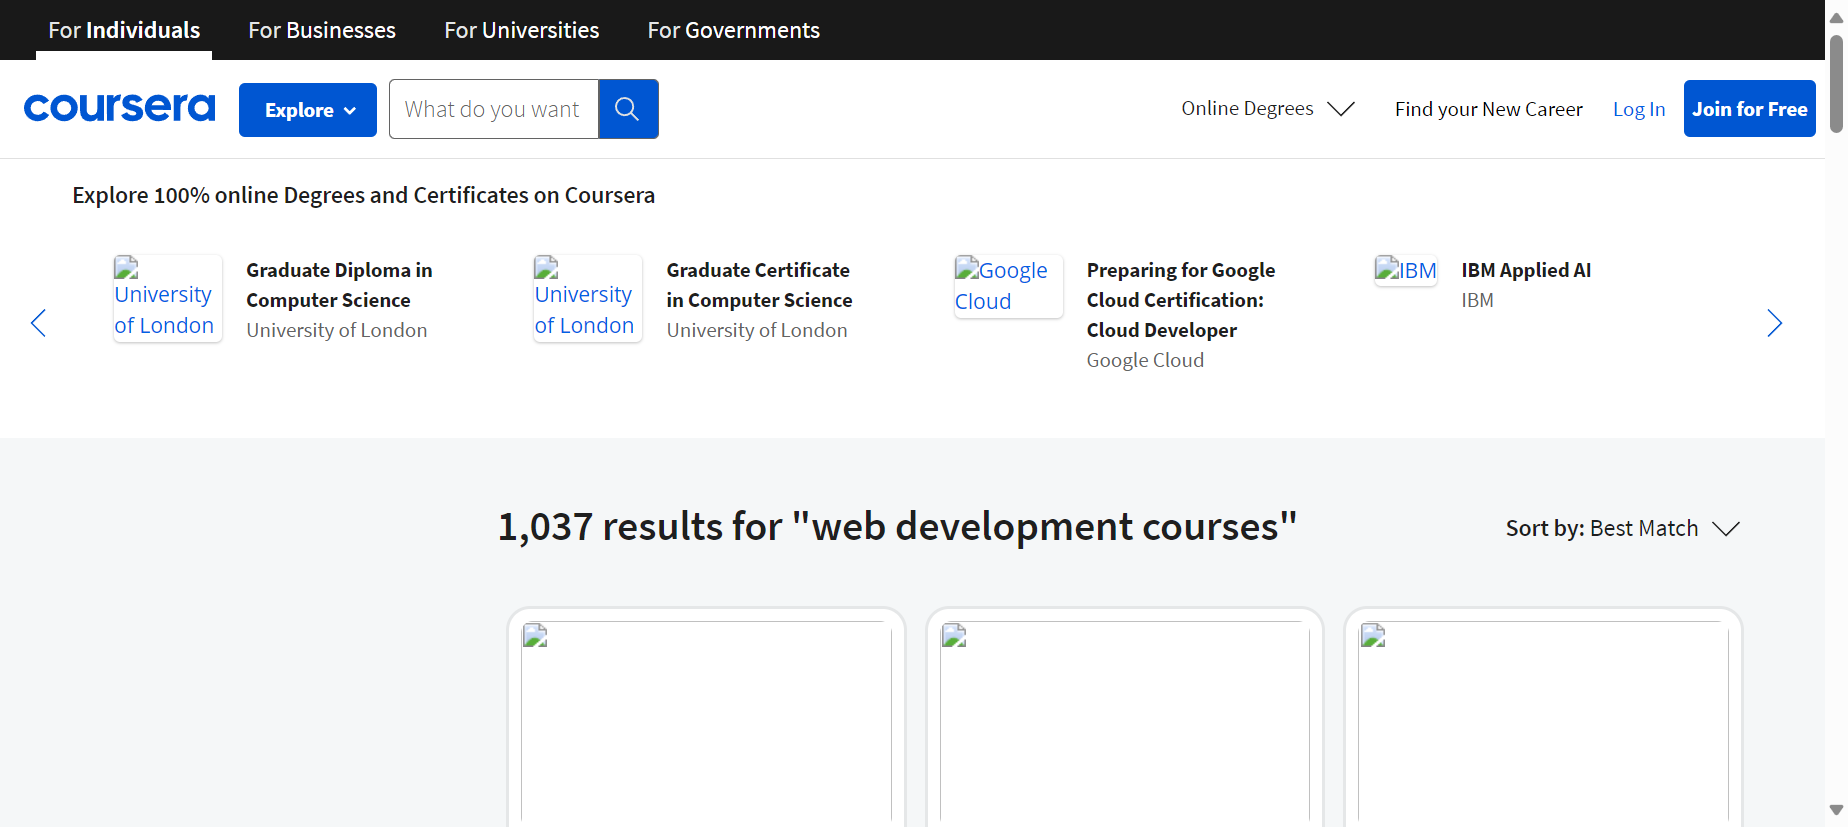 For Individuals
For Businesses
For Universities
For Governments
coursera
Explore
What do you want
Online Degrees
Find your New Career
Log In
Join for Free
Explore 100% online Degrees and Certificates on Coursera
University
of London
Graduate Diploma in
Computer Science
University of London
University
of London
Graduate Certificate
in Computer Science
University of London
Google
Cloud
Preparing for Google
Cloud Certification:
Cloud Developer
Google Cloud
IBM
IBM Applied AI
IBM
1,037 results for "web development courses"
Sort by: Best Match